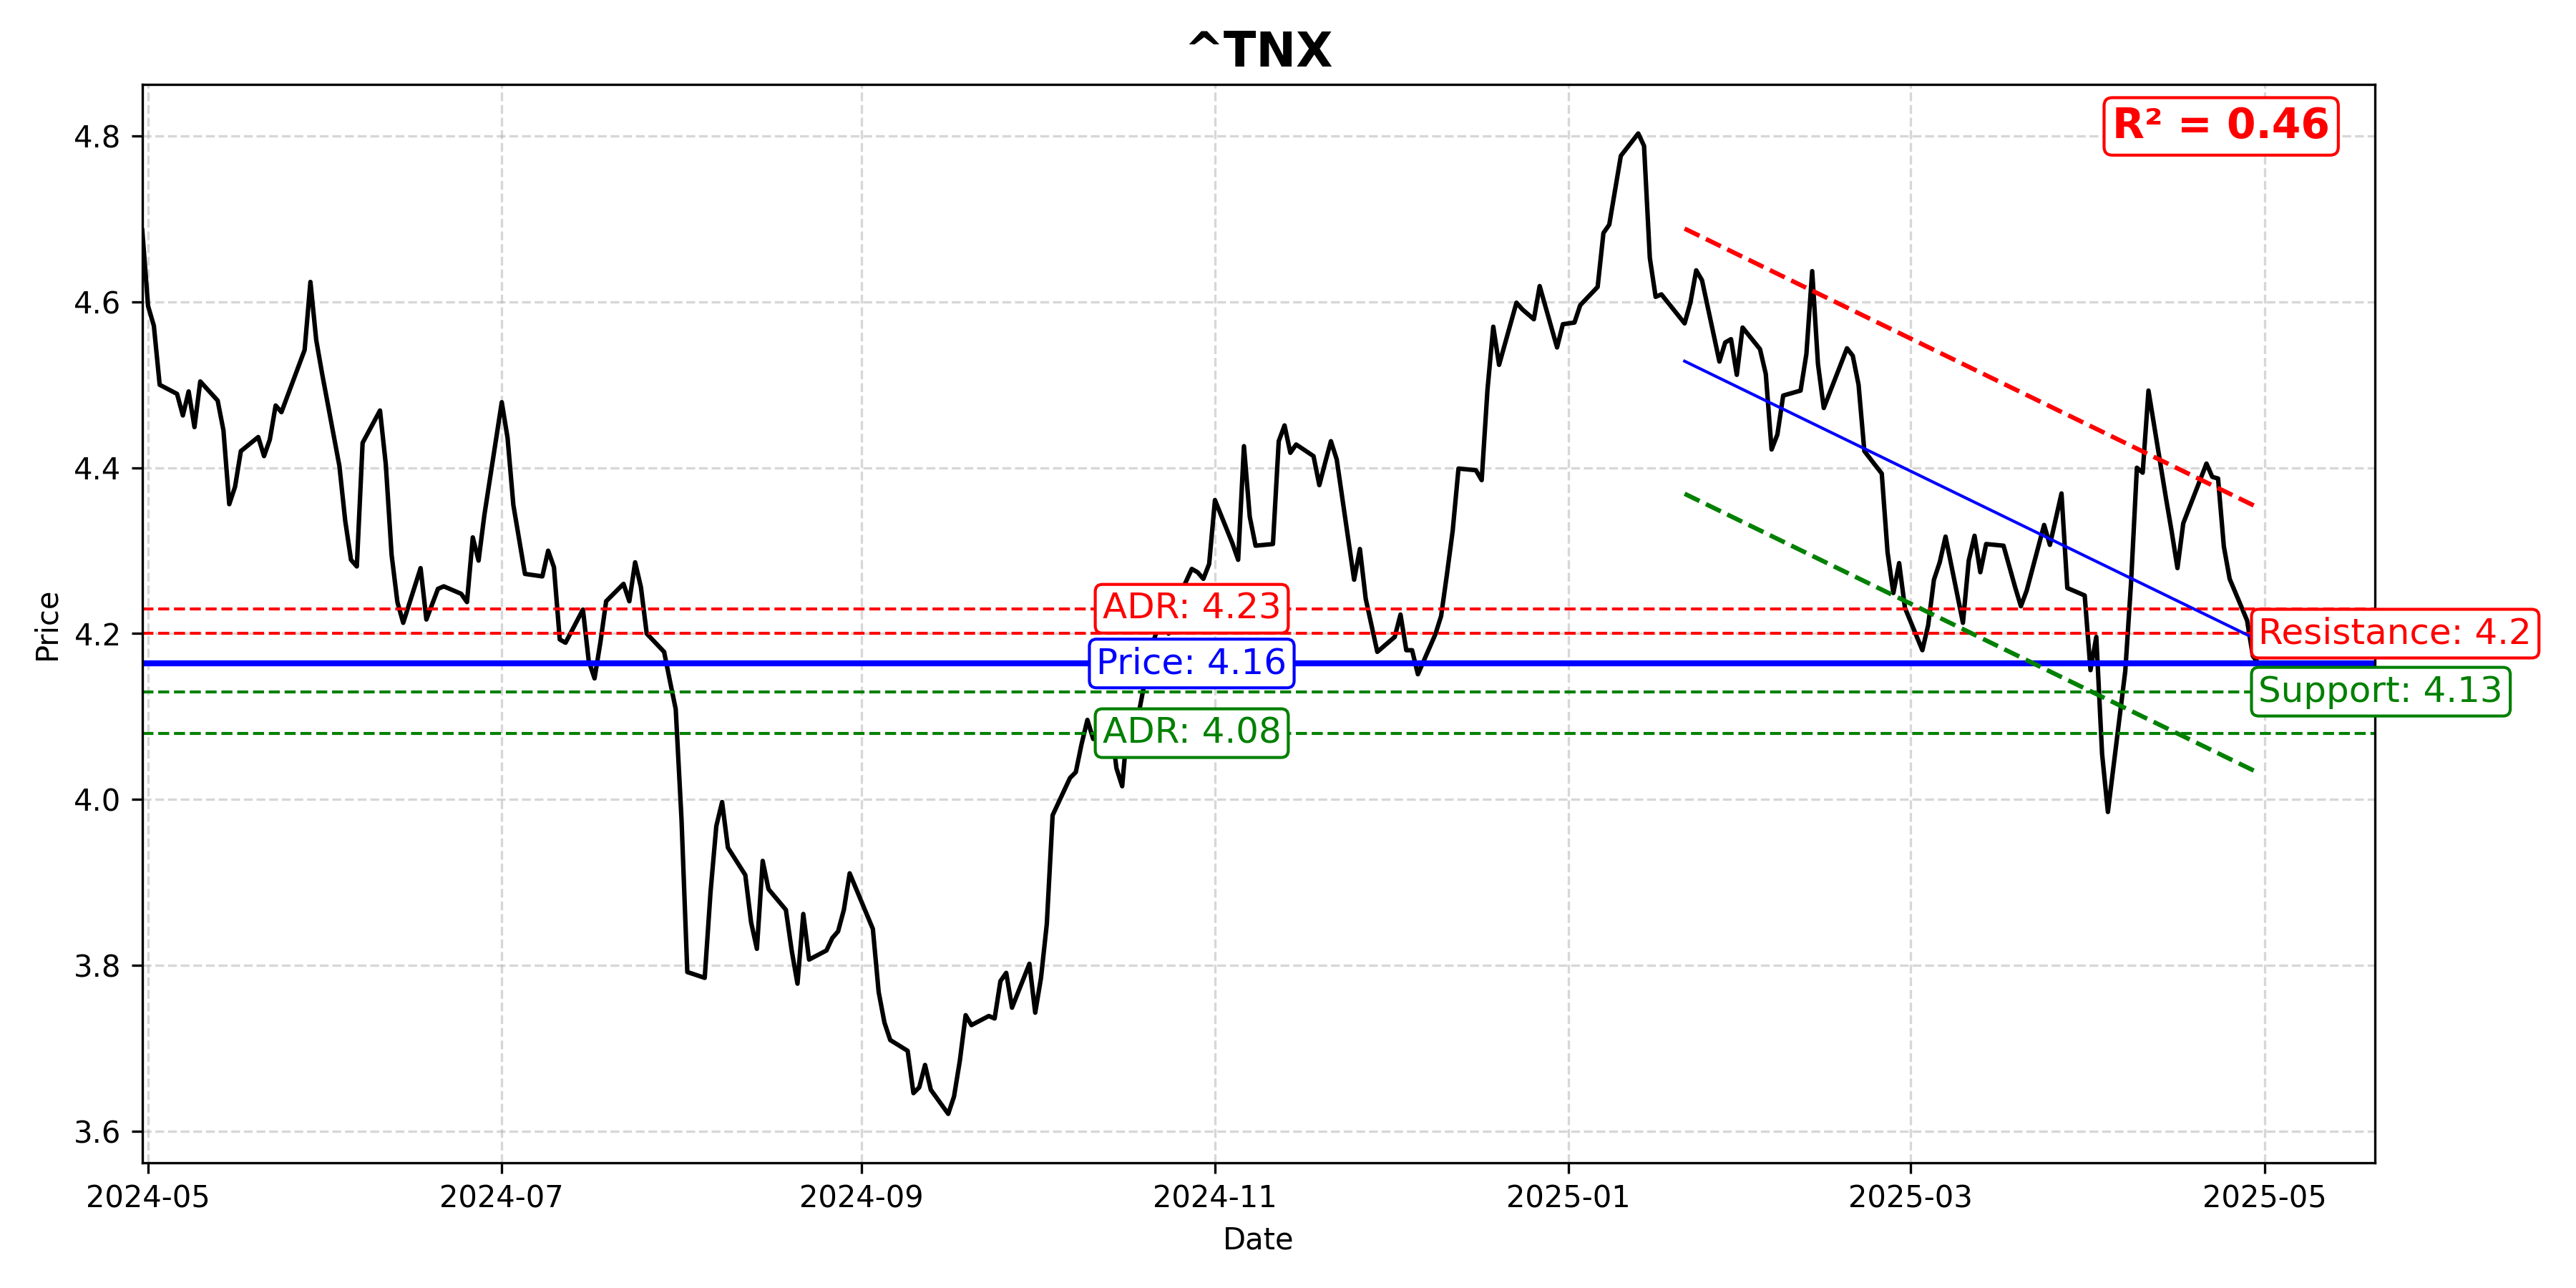 ^TNX
R² = 0.46
4.8
4.6
4.4
4.2
4.0
3.8
3.6
Price
ADR: 4.23
Resistance: 4.2
Price: 4.16
Support: 4.13
ADR: 4.08
2024-05
2024-07
2024-09
2024-11
2025-01
2025-03
2025-05
Date